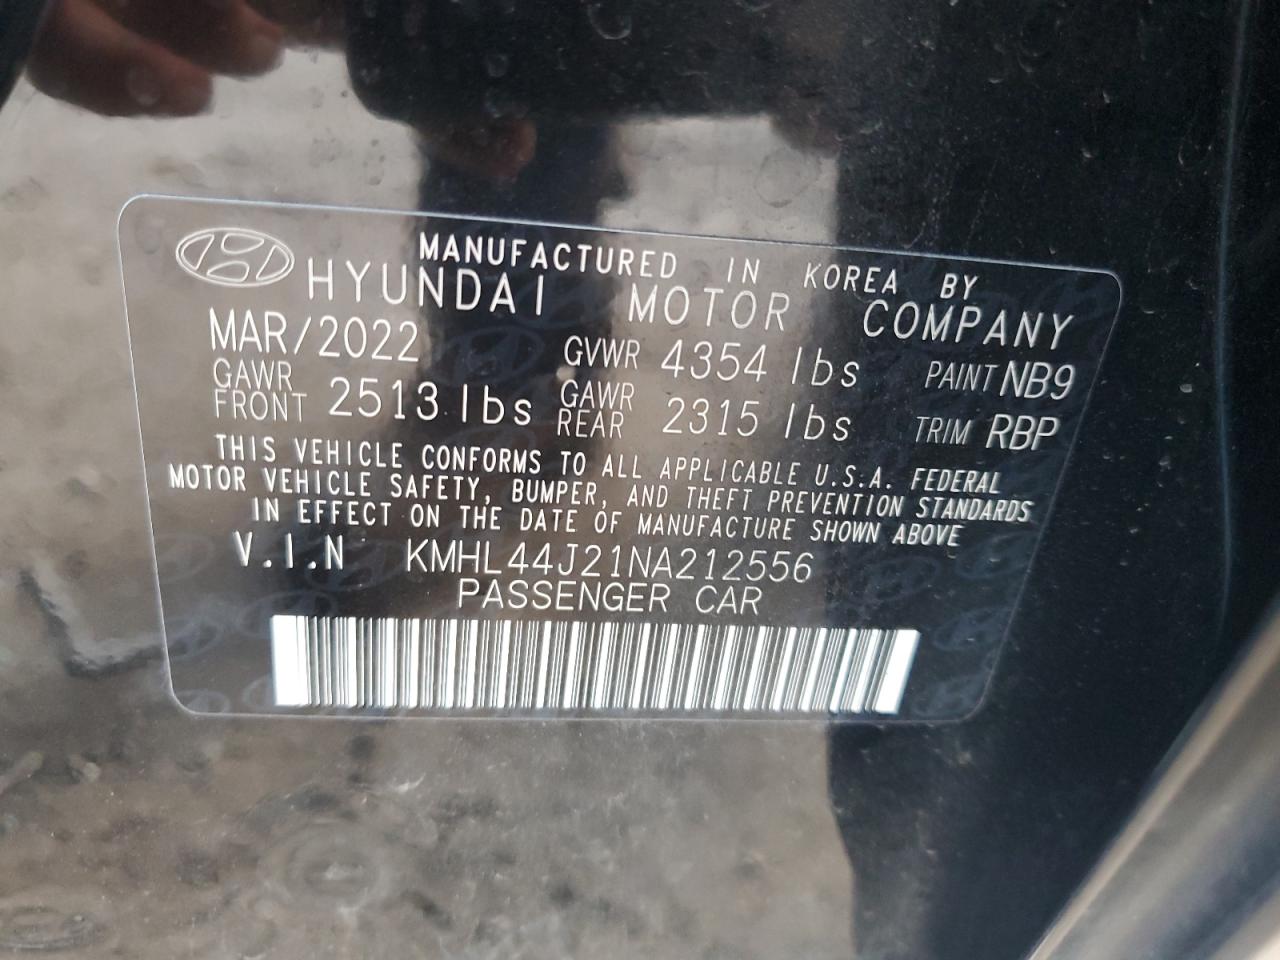 MANUFACTURED IN KOREA BY
HYUNDAI MOTOR COMPANY
MAR/2022 GVWR 4354 lbs PAINT NB9
GAWR FRONT 2513 lbs GAWR REAR 2315 lbs TRIM RBP
THIS VEHICLE CONFORMS TO ALL APPLICABLE U.S.A. FEDERAL
MOTOR VEHICLE SAFETY, BUMPER, AND THEFT PREVENTION STANDARDS
IN EFFECT ON THE DATE OF MANUFACTURE SHOWN ABOVE
V.I.N KMHL44J21NA212556
PASSENGER CAR